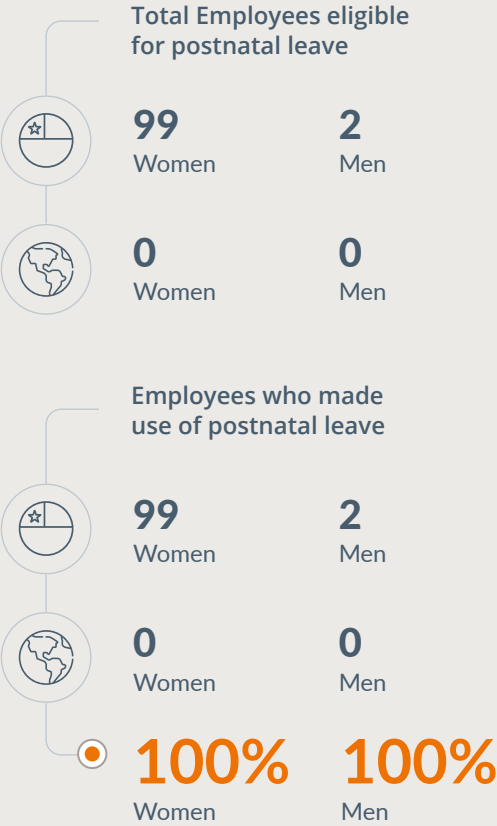 Total Employees eligible
for postnatal leave
99 2
Women Men
0 0
Women Men
Employees who made
use of postnatal leave
99 2
Women Men
0 0
Women Men
100% 100%
Women Men